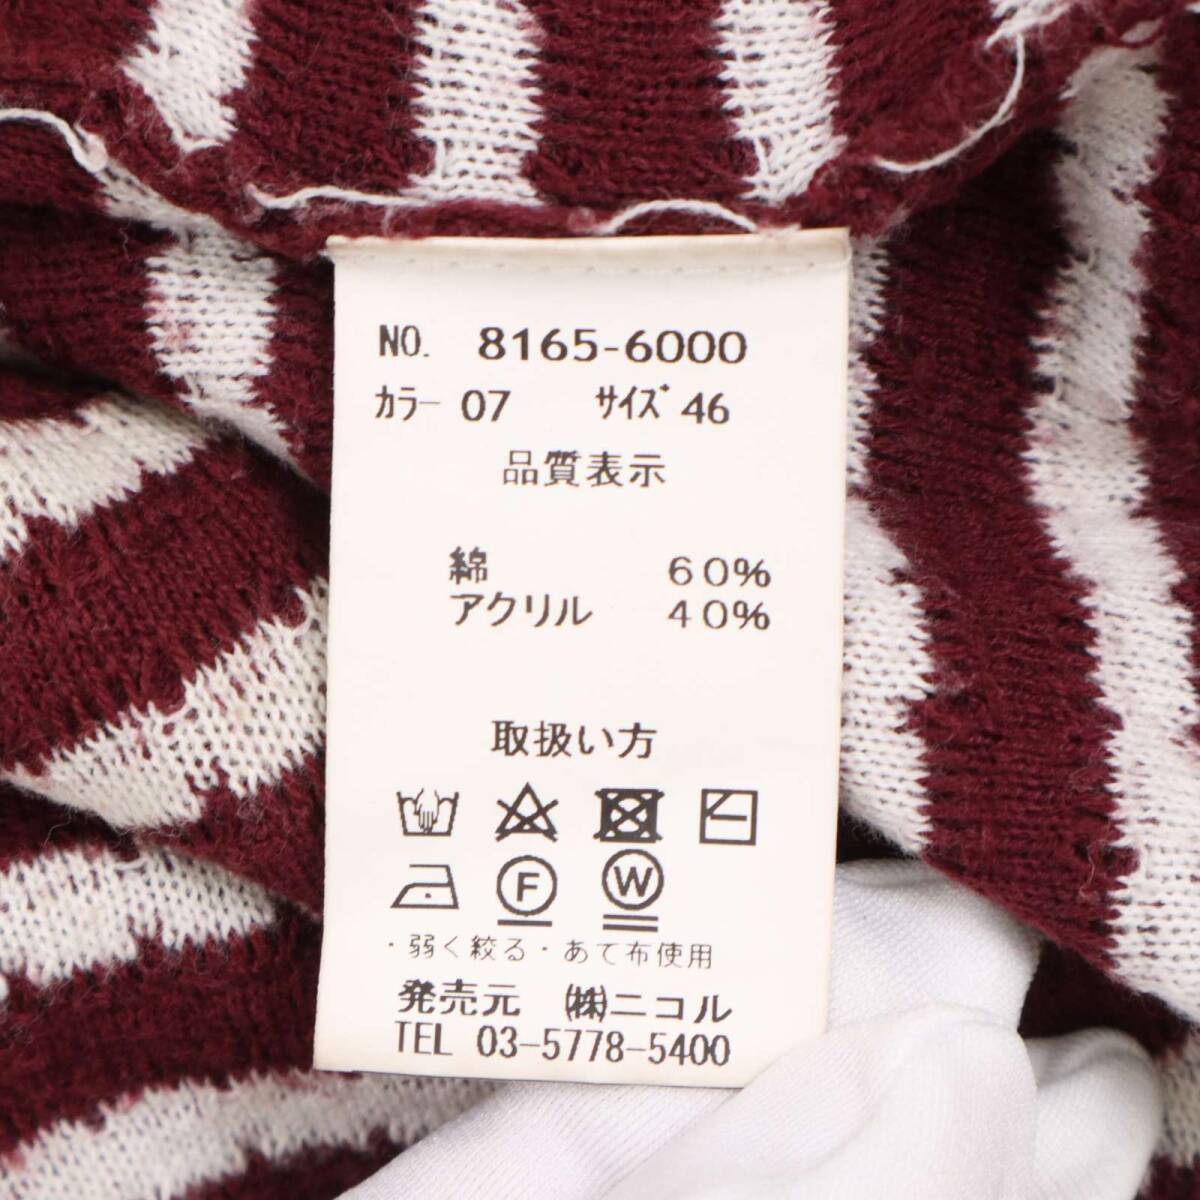 NO. 8165-6000
ｶﾗｰ 07 ｻｲｽﾞ 46
品質表示
綿 60%
アクリル 40%
取扱い方
F W
・弱く絞る・あて布使用
発売元 ㈱ニコル
TEL 03-5778-5400